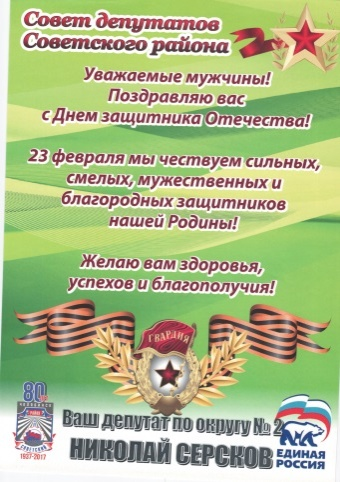 Совет депутатов
Советского района
Уважаемые мужчины!
Поздравляю вас
с Днем защитника Отечества!
23 февраля мы чествуем сильных,
смелых, мужественных и
благородных защитников
нашей Родины!
Желаю вам здоровья,
успехов и благополучия!
ГВАРДИЯ
80
1937-2017
Ваш депутат по округу № 2
НИКОЛАЙ СЕРСКОВ
ЕДИНАЯ
РОССИЯ